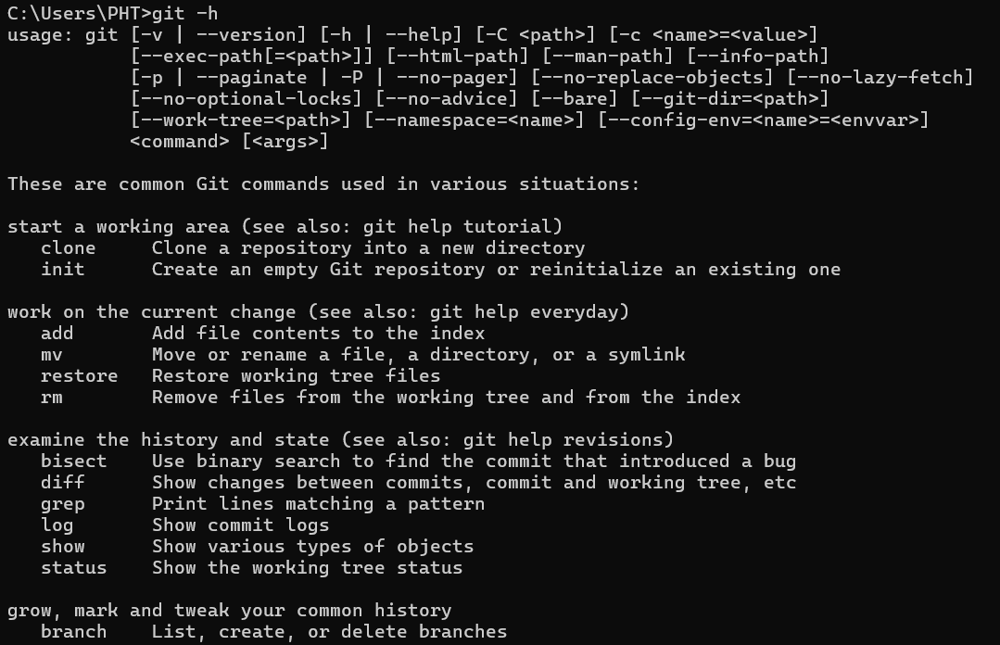 C:\Users\PHT>git -h
usage: git [-v | --version] [-h | --help] [-C <path>] [-c <name>=<value>]
           [--exec-path[=<path>]] [--html-path] [--man-path] [--info-path]
           [-p | --paginate | -P | --no-pager] [--no-replace-objects] [--no-lazy-fetch]
           [--no-optional-locks] [--no-advice] [--bare] [--git-dir=<path>]
           [--work-tree=<path>] [--namespace=<name>] [--config-env=<name>=<envvar>]
           <command> [<args>]

These are common Git commands used in various situations:

start a working area (see also: git help tutorial)
   clone     Clone a repository into a new directory
   init      Create an empty Git repository or reinitialize an existing one

work on the current change (see also: git help everyday)
   add       Add file contents to the index
   mv        Move or rename a file, a directory, or a symlink
   restore   Restore working tree files
   rm        Remove files from the working tree and from the index

examine the history and state (see also: git help revisions)
   bisect    Use binary search to find the commit that introduced a bug
   diff      Show changes between commits, commit and working tree, etc
   grep      Print lines matching a pattern
   log       Show commit logs
   show      Show various types of objects
   status    Show the working tree status

grow, mark and tweak your common history
   branch    List, create, or delete branches